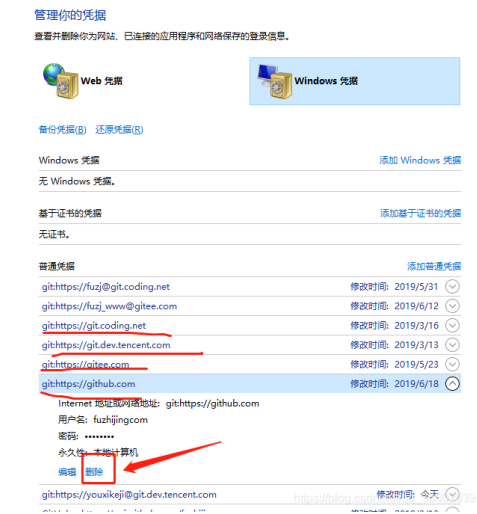 管理你的凭据
查看并删除你为网站、已连接的应用程序和网络保存的登录信息。
Web 凭据
Windows 凭据
备份凭据(B) 还原凭据(R)
Windows 凭据 添加 Windows 凭据
无 Windows 凭据。
基于证书的凭据 添加基于证书的凭据
无证书。
普通凭据 添加普通凭据
git:https://fuzj@git.coding.net 修改时间: 2019/5/31
git:https://fuzj_www@gitee.com 修改时间: 2019/6/12
git:https://git.coding.net 修改时间: 2019/3/16
git:https://git.dev.tencent.com 修改时间: 2019/3/13
git:https://gitee.com 修改时间: 2019/5/23
git:https://github.com 修改时间: 2019/6/18
Internet 地址或网络地址: git:https://github.com
用户名: fuzhijingcom
密码: ••••••••
永久性: 本地计算机
编辑 删除
git:https://youxikeji@git.dev.tencent.com 修改时间: 今天